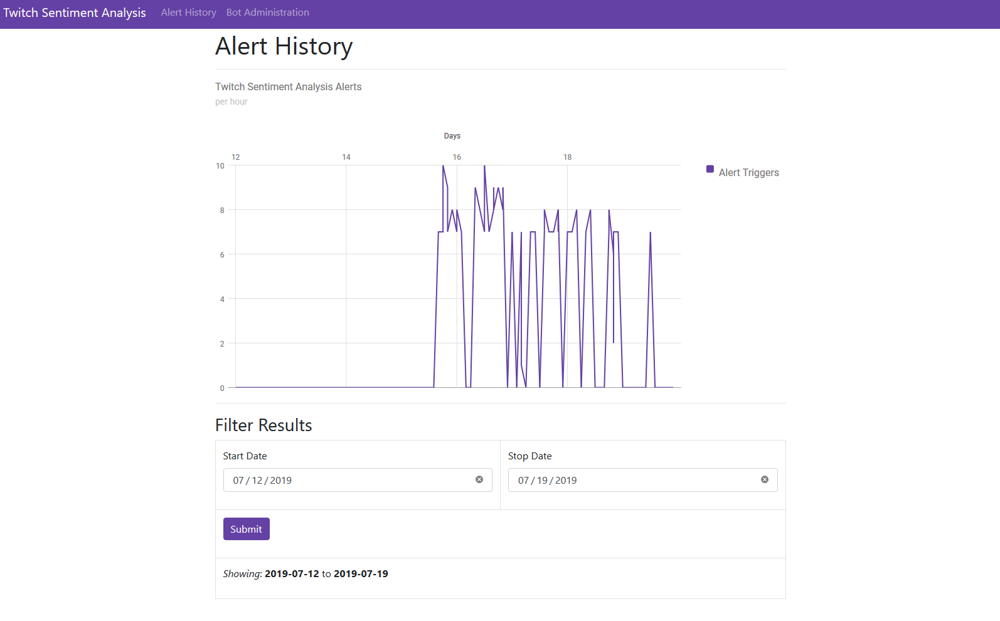 Twitch Sentiment Analysis Alert History Bot Administration
Alert History
Twitch Sentiment Analysis Alerts
per hour
Days
12 14 16 18
10
Alert Triggers
8
6
4
2
0
Filter Results
Start Date Stop Date
07 / 12 / 2019 07 / 19 / 2019
Submit
Showing: 2019-07-12 to 2019-07-19